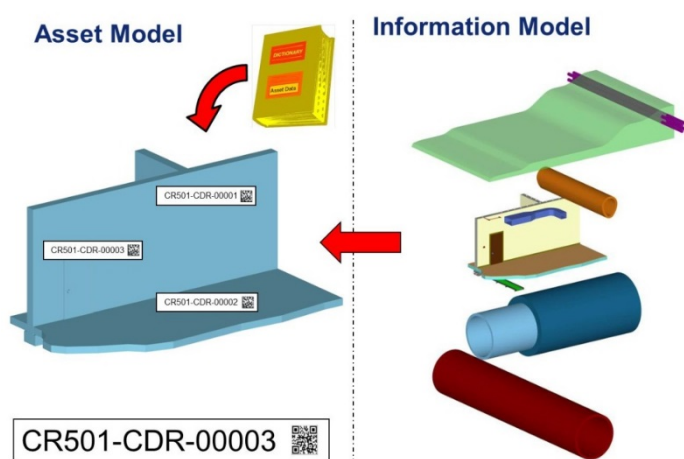 Asset Model
Information Model
DICTIONARY
Asset Data
CR501-CDR-00001
CR501-CDR-00003
CR501-CDR-00002
CR501-CDR-00003